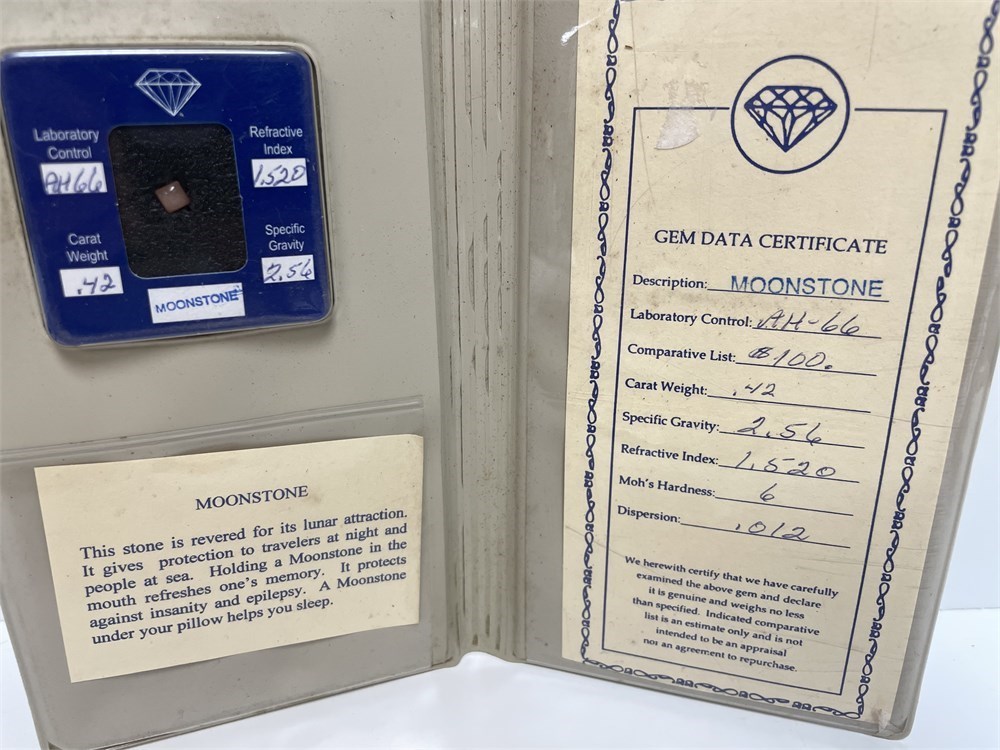 Laboratory
Control
AH66
Refractive
Index
1.520
Carat
Weight
.42
Specific
Gravity
2.56
MOONSTONE
MOONSTONE
This stone is revered for its lunar attraction.
It gives protection to travelers at night and
people at sea. Holding a Moonstone in the
mouth refreshes one's memory. It protects
against insanity and epilepsy. A Moonstone
under your pillow helps you sleep.
GEM DATA CERTIFICATE
Description: MOONSTONE
Laboratory Control: AH-66
Comparative List: $100.
Carat Weight: .42
Specific Gravity: 2.56
Refractive Index: 1.520
Moh's Hardness: 6
Dispersion: .012
We herewith certify that we have carefully
examined the above gem and declare
it is genuine and weighs no less
than specified. Indicated comparative
list is an estimate only and is not
intended to be an appraisal
nor an agreement to repurchase.